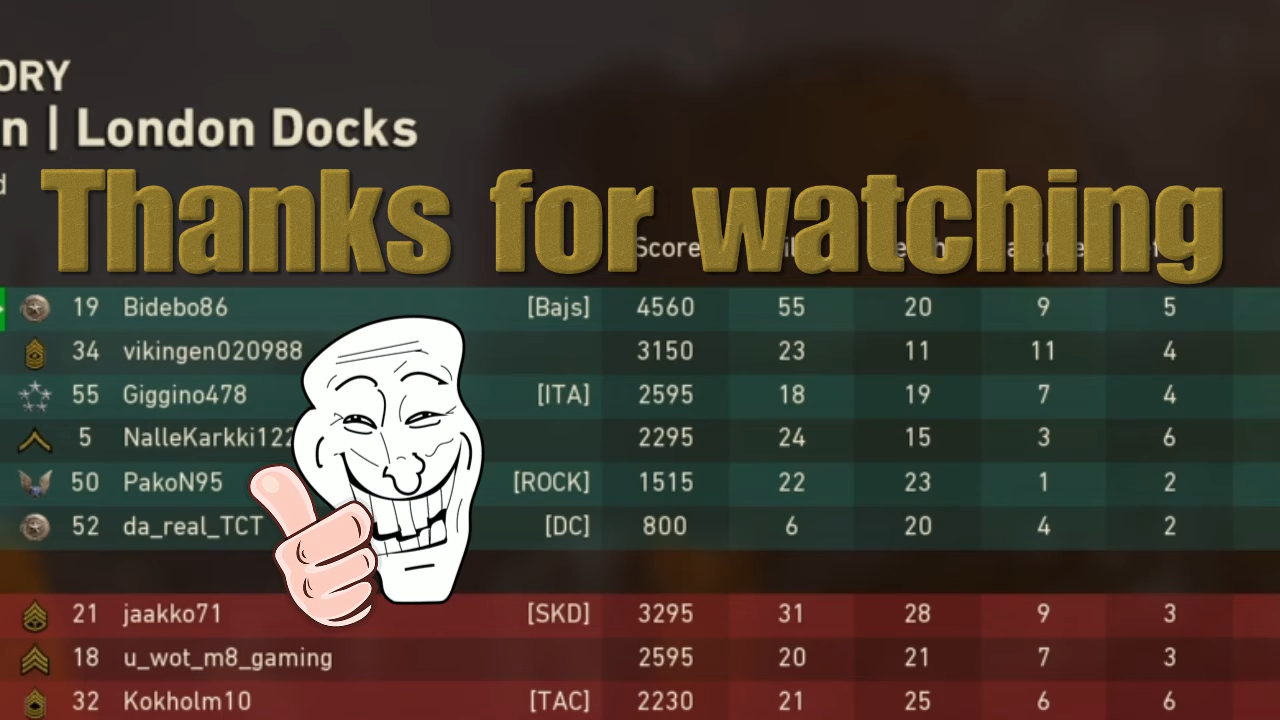 n | London Docks
Thanks for watching
Score
19 Bidebo86 [Bajs] 4560 55 20 9 5
34 vikingen020988 3150 23 11 11 4
55 Giggino478 [ITA] 2595 18 19 7 4
5 NalleKarkki122 2295 24 15 3 6
50 PakoN95 [ROCK] 1515 22 23 1 2
52 da_real_TCT [DC] 800 6 20 4 2
21 jaakko71 [SKD] 3295 31 28 9 3
18 u_wot_m8_gaming 2595 20 21 7 3
32 Kokholm10 [TAC] 2230 21 25 6 6